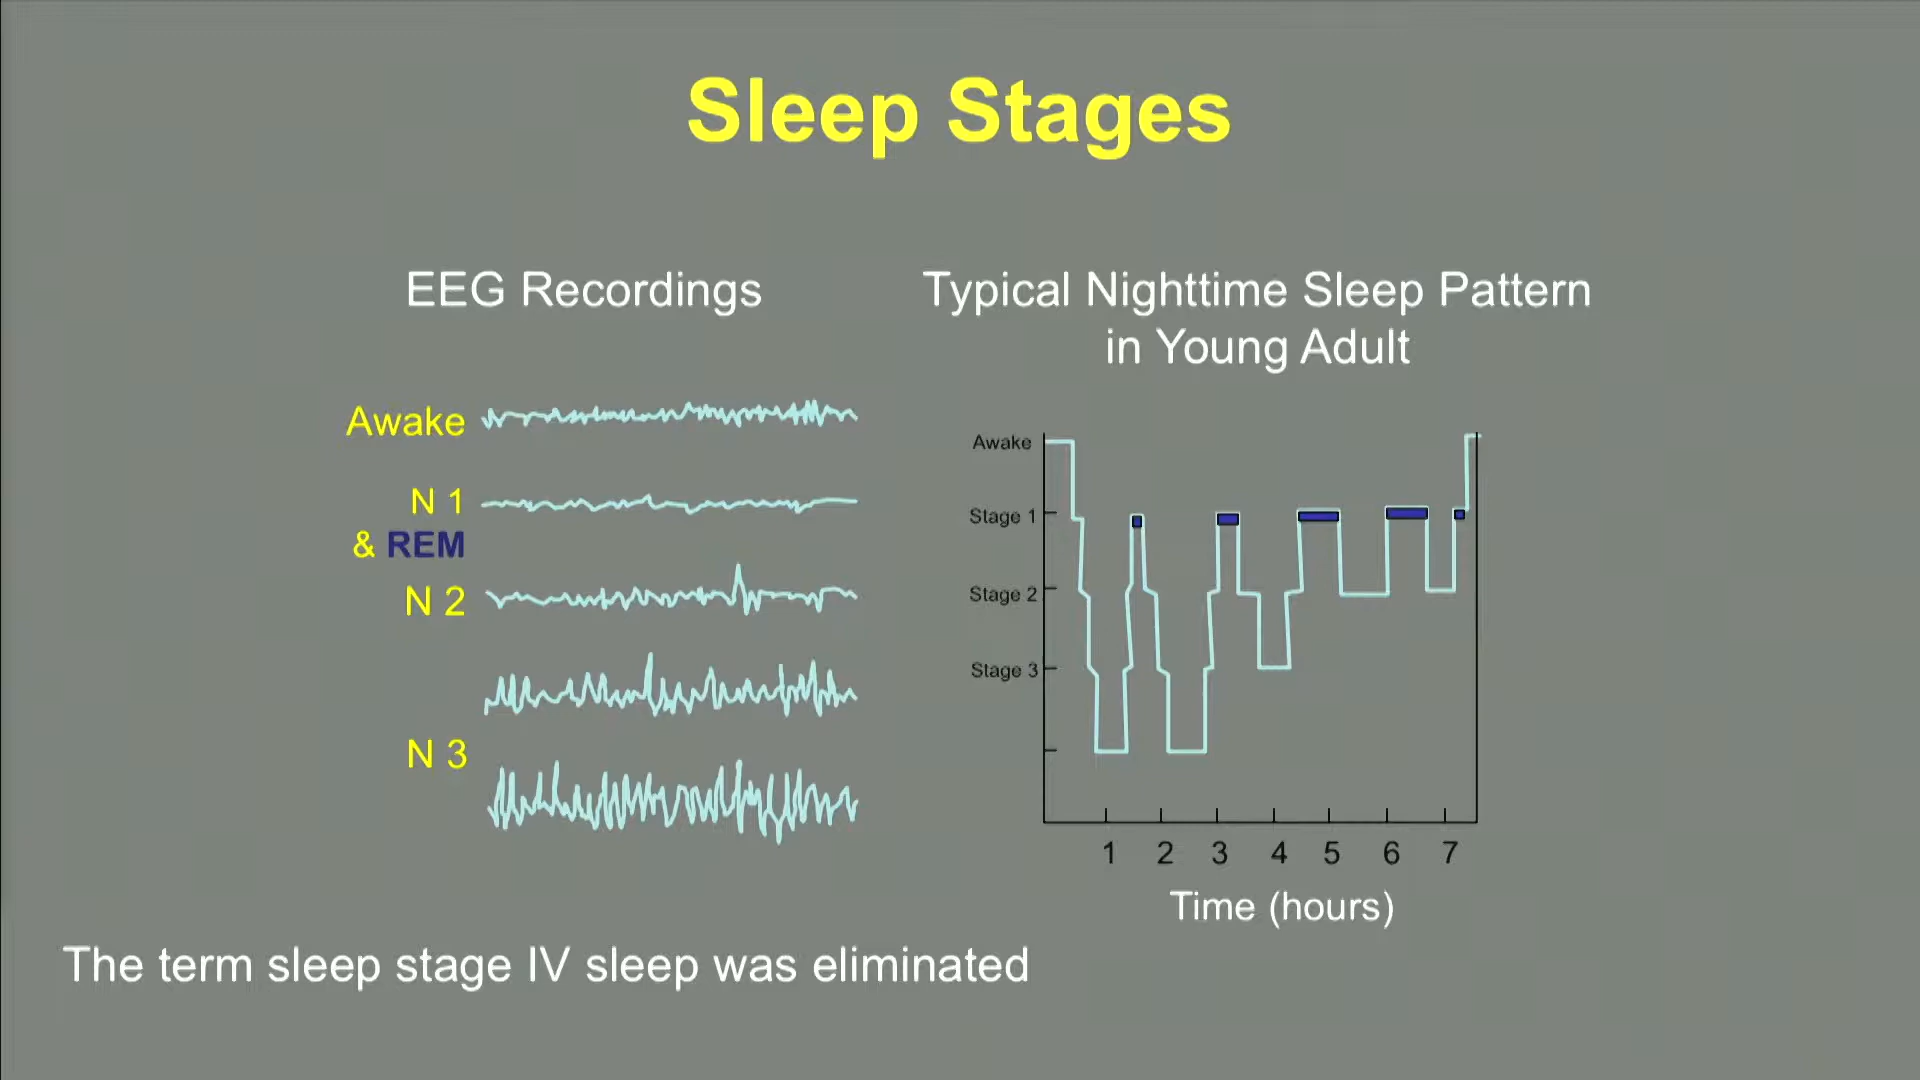 Sleep Stages
EEG Recordings
Awake
N 1
& REM
N 2
N 3
Typical Nighttime Sleep Pattern
in Young Adult
Awake
Stage 1
Stage 2
Stage 3
1 2 3 4 5 6 7
Time (hours)
The term sleep stage IV sleep was eliminated